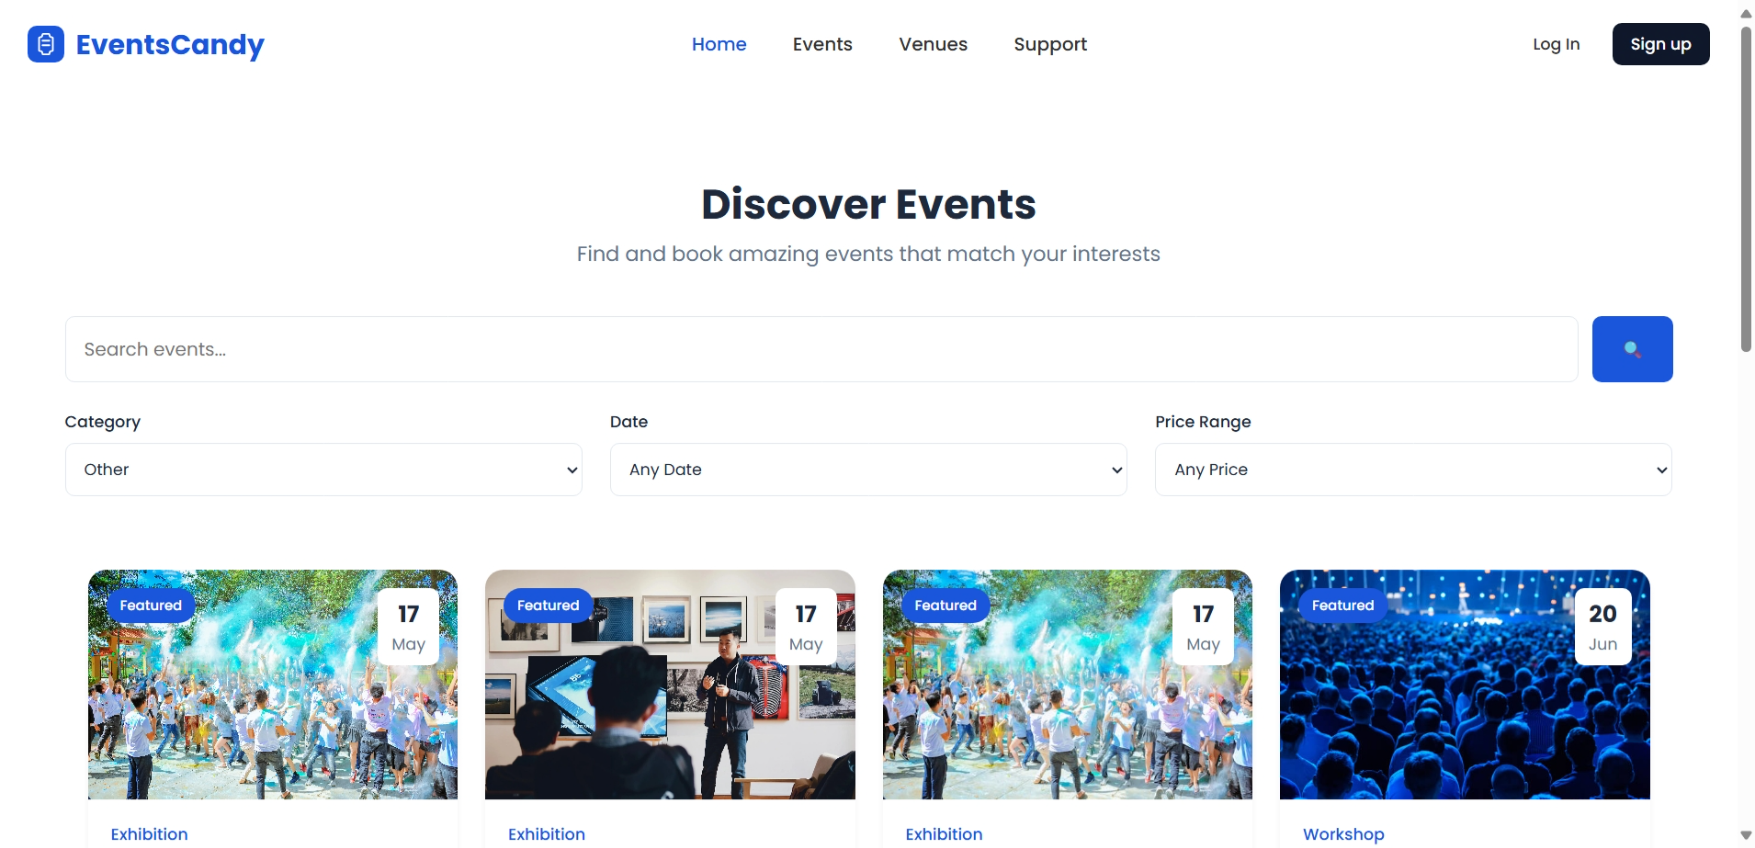 EventsCandy
Home Events Venues Support
Log In Sign up
Discover Events
Find and book amazing events that match your interests
Search events...
Category Date Price Range
Other Any Date Any Price
Featured 17 Featured 17 Featured 17 Featured 20
May May May Jun
Exhibition Exhibition Exhibition Workshop